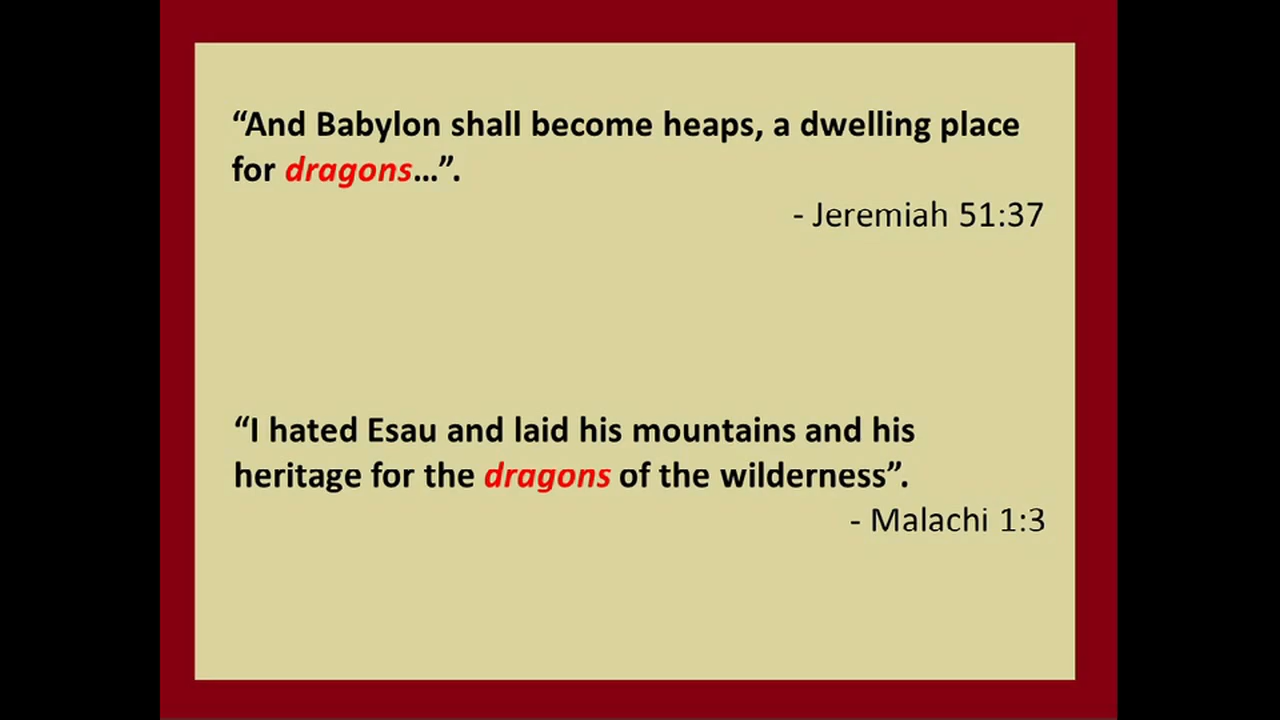 “And Babylon shall become heaps, a dwelling place
for dragons…”.
- Jeremiah 51:37
“I hated Esau and laid his mountains and his
heritage for the dragons of the wilderness”.
- Malachi 1:3